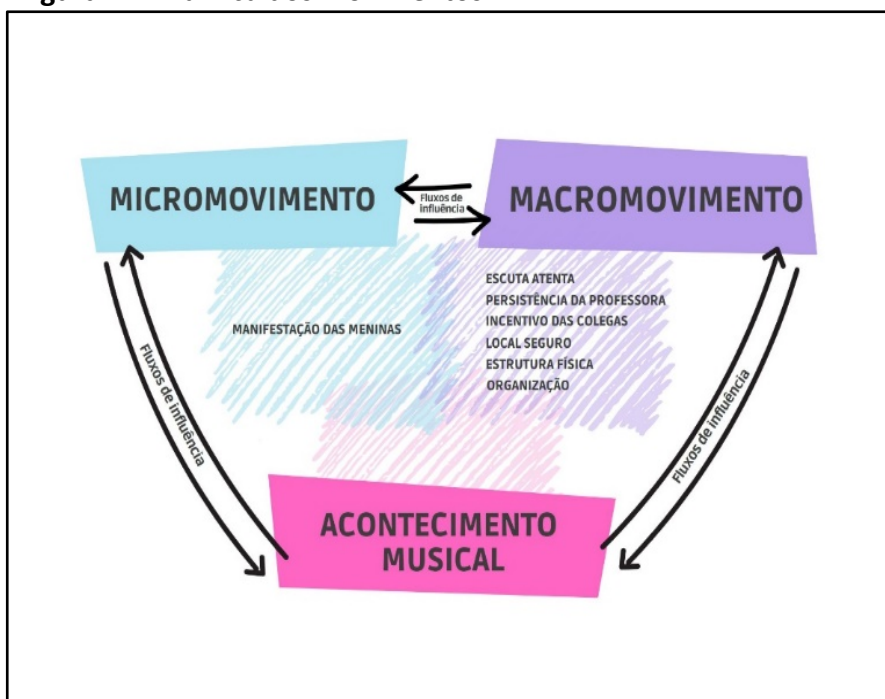 MICROMOVIMENTO
Fluxos de
influência
MACROMOVIMENTO
MANIFESTAÇÃO DAS MENINAS
ESCUTA ATENTA
PERSISTÊNCIA DA PROFESSORA
INCENTIVO DAS COLEGAS
LOCAL SEGURO
ESTRUTURA FÍSICA
ORGANIZAÇÃO
Fluxos de influência
Fluxos de influência
ACONTECIMENTO
MUSICAL